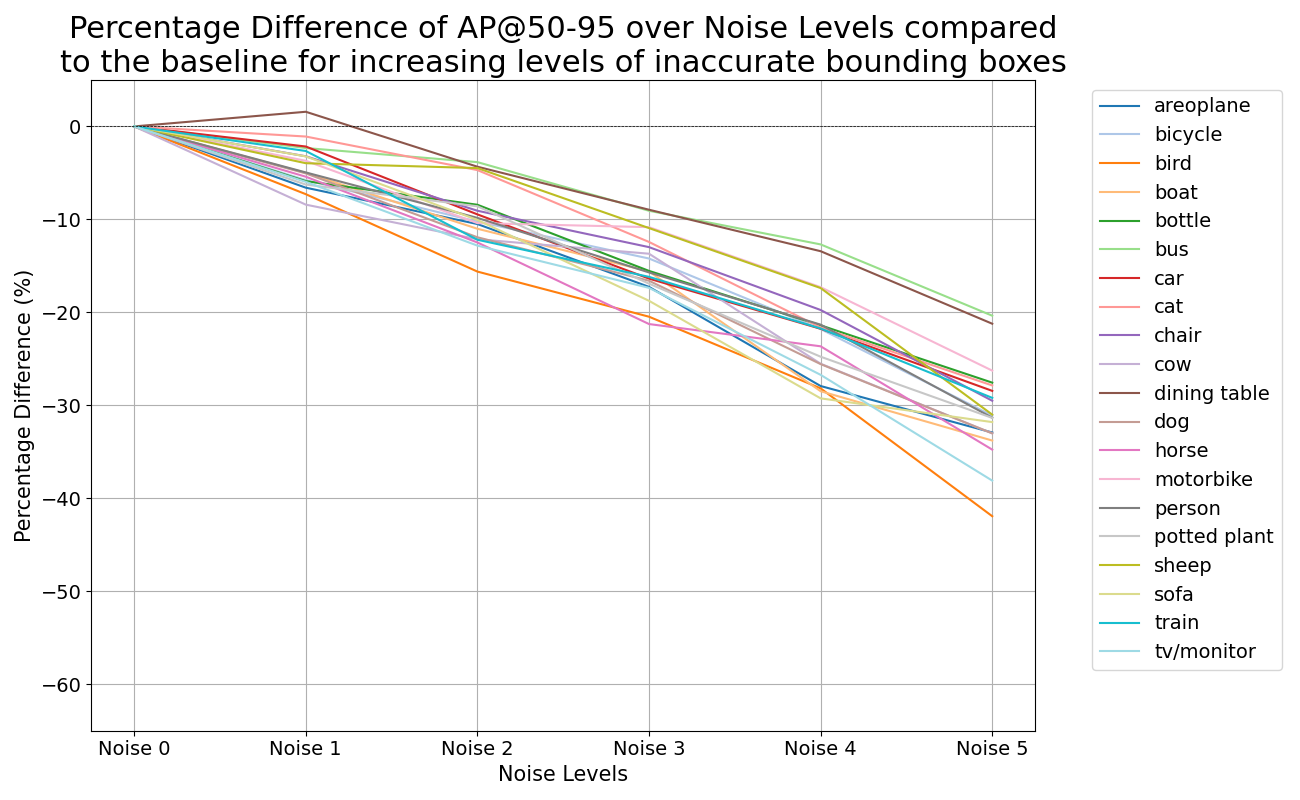 Percentage Difference of AP@50-95 over Noise Levels compared
to the baseline for increasing levels of inaccurate bounding boxes
Percentage Difference (%)
0
−10
−20
−30
−40
−50
−60
Noise 0
Noise 1
Noise 2
Noise 3
Noise 4
Noise 5
Noise Levels
areoplane
bicycle
bird
boat
bottle
bus
car
cat
chair
cow
dining table
dog
horse
motorbike
person
potted plant
sheep
sofa
train
tv/monitor